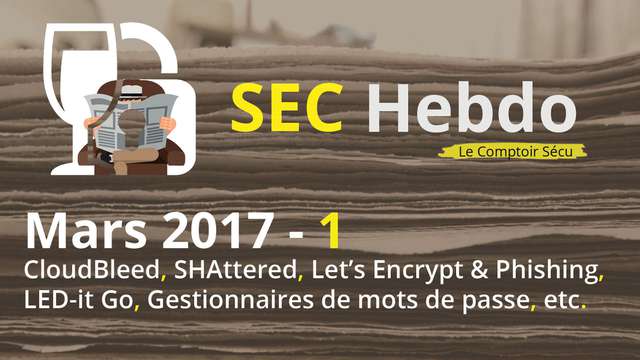 SEC Hebdo
Le Comptoir Sécu
Mars 2017 - 1
CloudBleed, SHAttered, Let’s Encrypt & Phishing,
LED-it Go, Gestionnaires de mots de passe, etc.